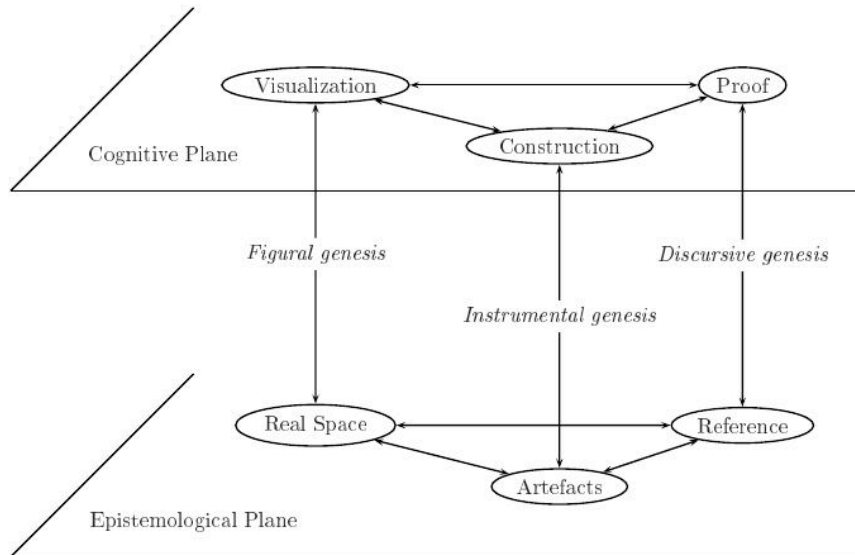 Visualization
Proof
Construction
Cognitive Plane
Figural genesis
Discursive genesis
Instrumental genesis
Real Space
Reference
Artefacts
Epistemological Plane